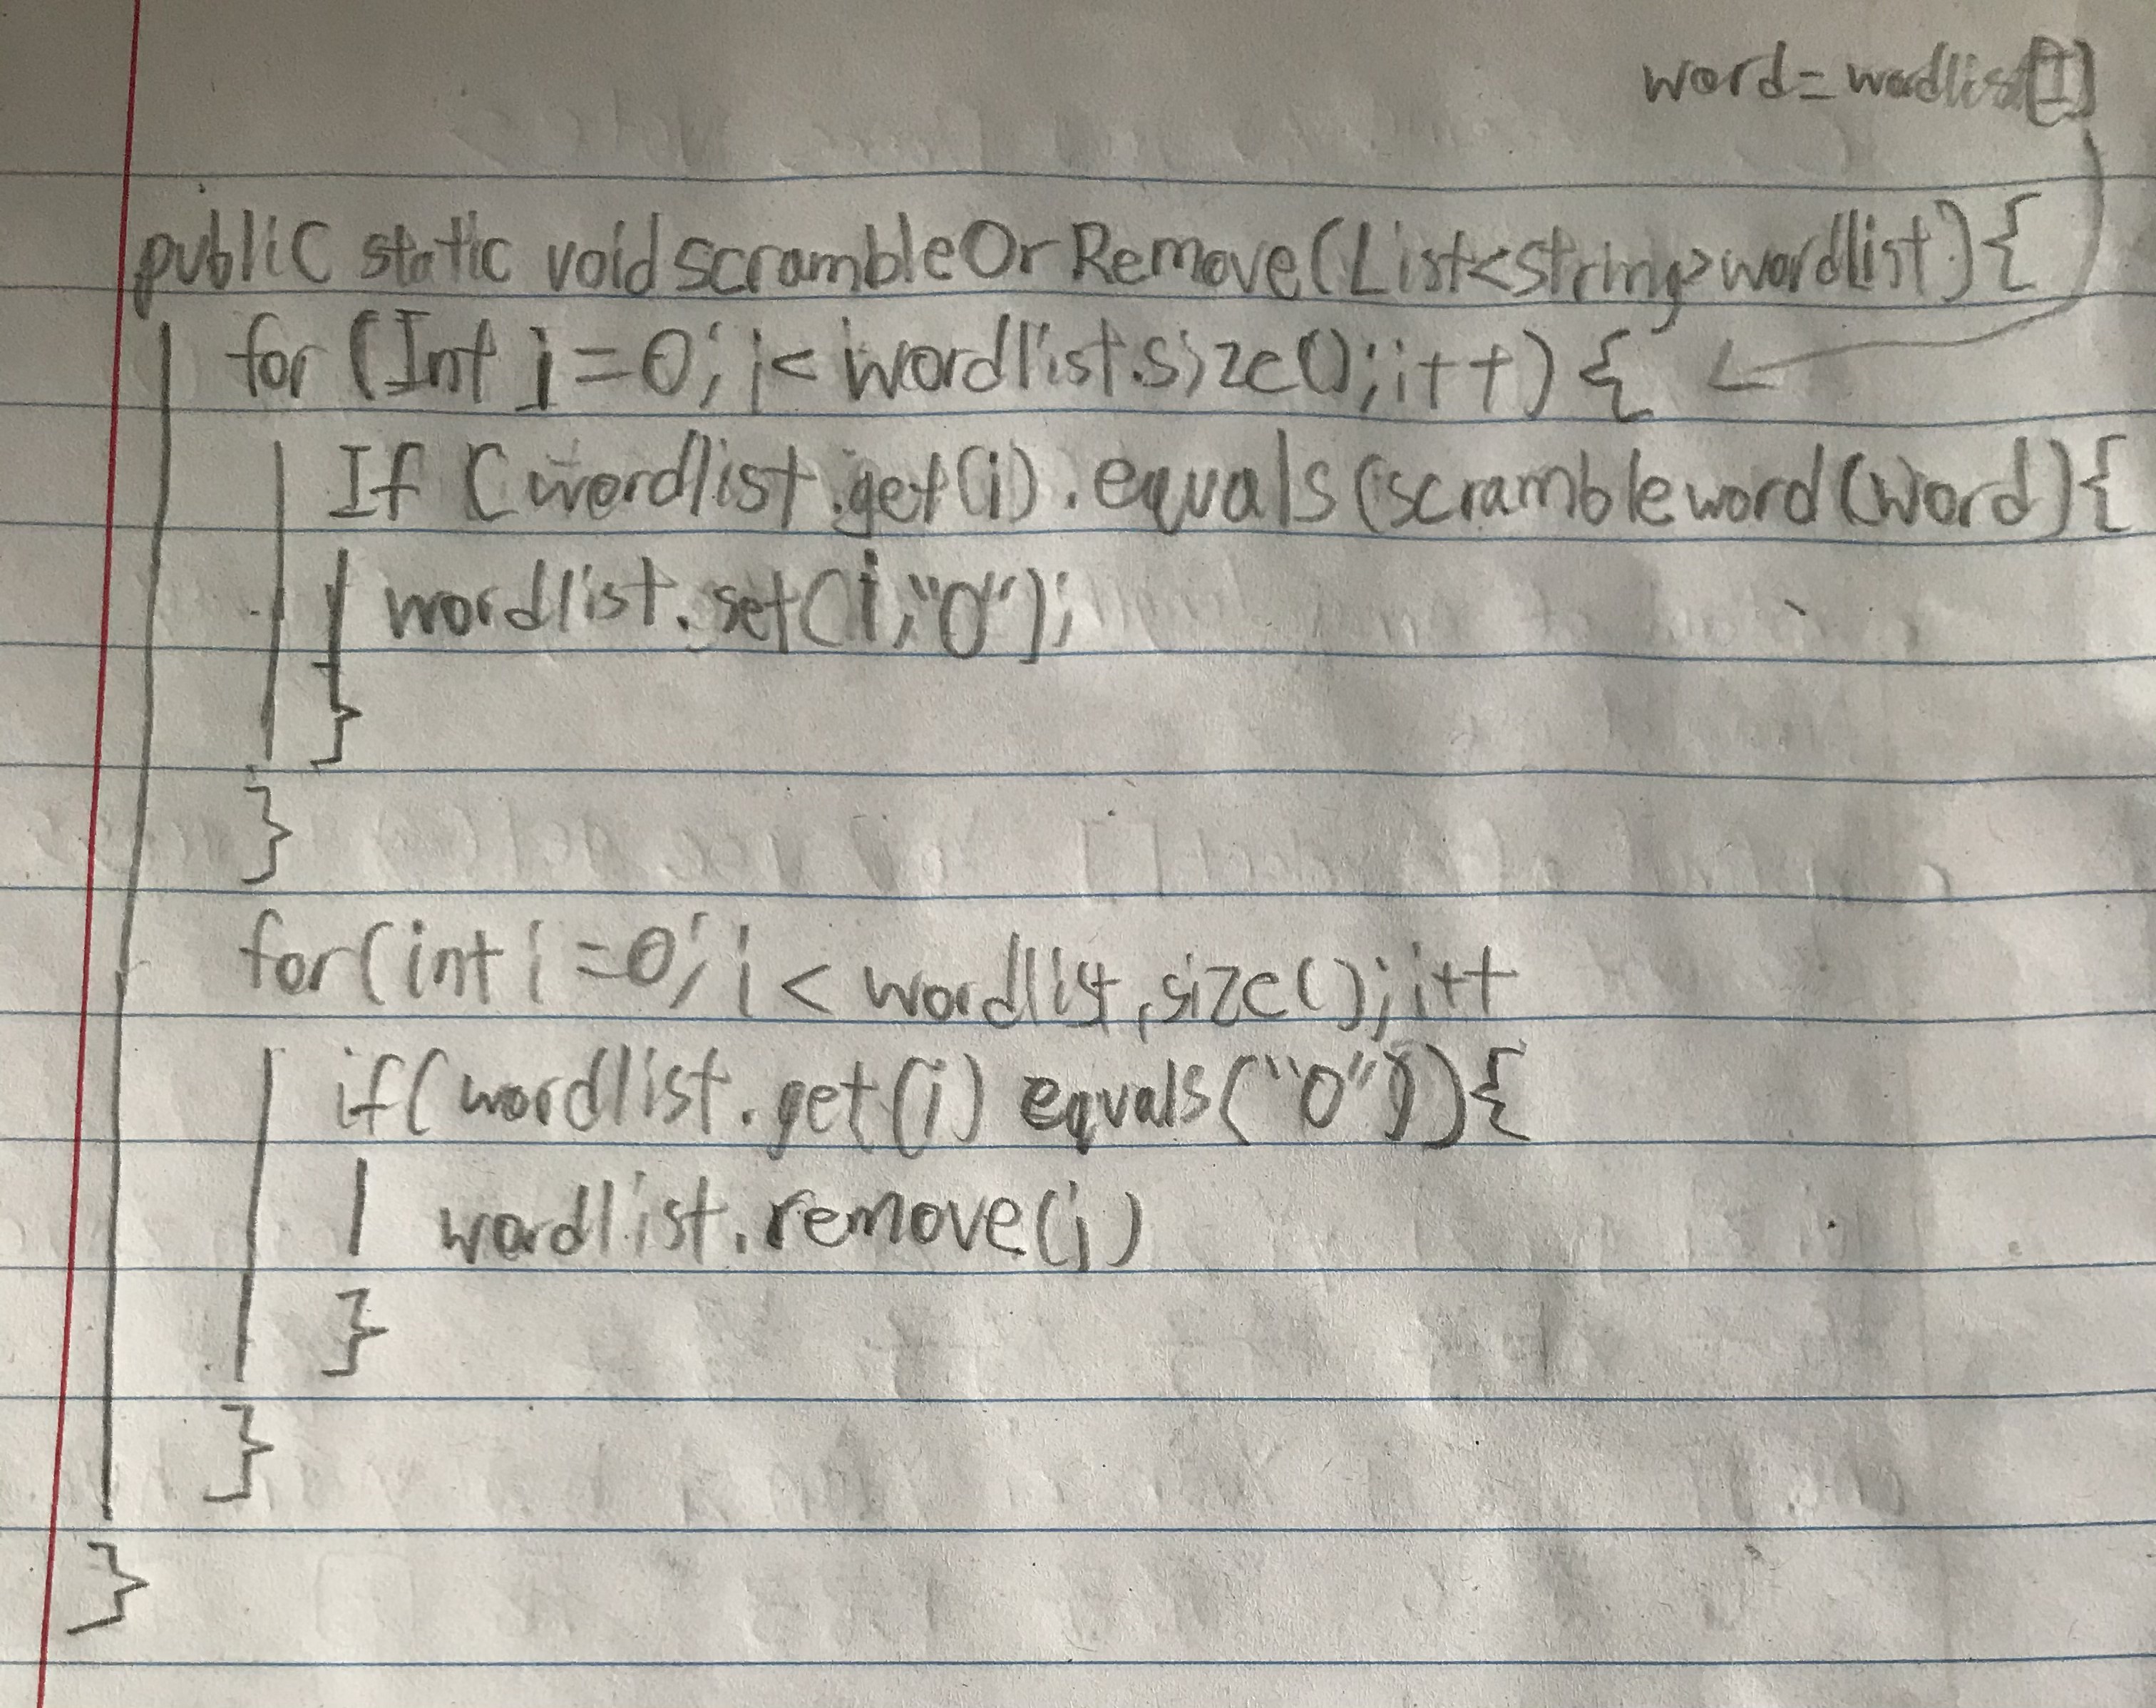 word=wordlist[I]
public static void scrambleOrRemove(List<string>wordlist){
for (Int i=0; i< wordlist.size();i++){
If (wordlist.get(i).equals(scrambleword(word){
wordlist.set(i,"0");
}
}
for(int i=0; i < wordlist.size();i++
if(wordlist.get(i) equals("0")){
wordlist.remove(i)
}
}
}